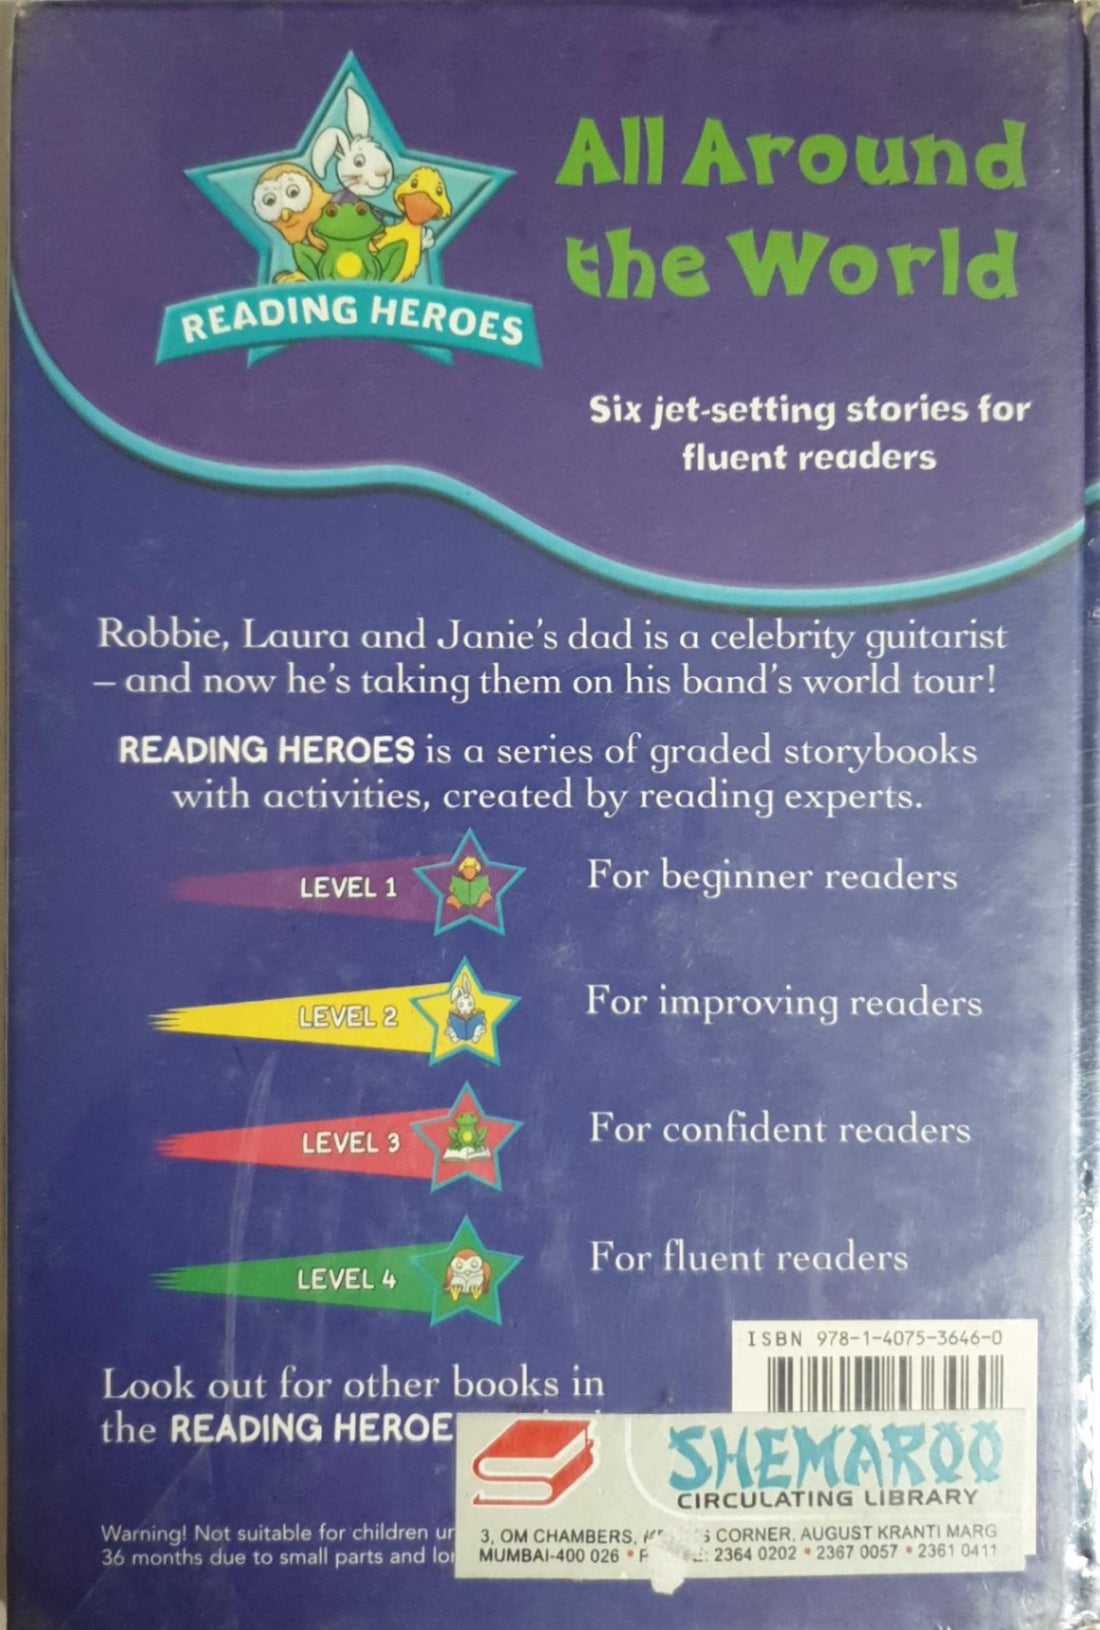 READING HEROES
All Around
the World
Six jet-setting stories for
fluent readers
Robbie, Laura and Janie's dad is a celebrity guitarist
– and now he's taking them on his band's world tour!
READING HEROES is a series of graded storybooks
with activities, created by reading experts.
LEVEL 1 For beginner readers
LEVEL 2 For improving readers
LEVEL 3 For confident readers
LEVEL 4 For fluent readers
ISBN 978-1-4075-3646-0
Look out for other books in
the READING HEROE
SHEMAROO
CIRCULATING LIBRARY
Warning! Not suitable for children
36 months due to small parts and
3, OM CHAMBERS, CORNER, AUGUST KRANTI MARG
MUMBAI-400 026 • 2364 0202 • 2367 0057 • 2361 0411